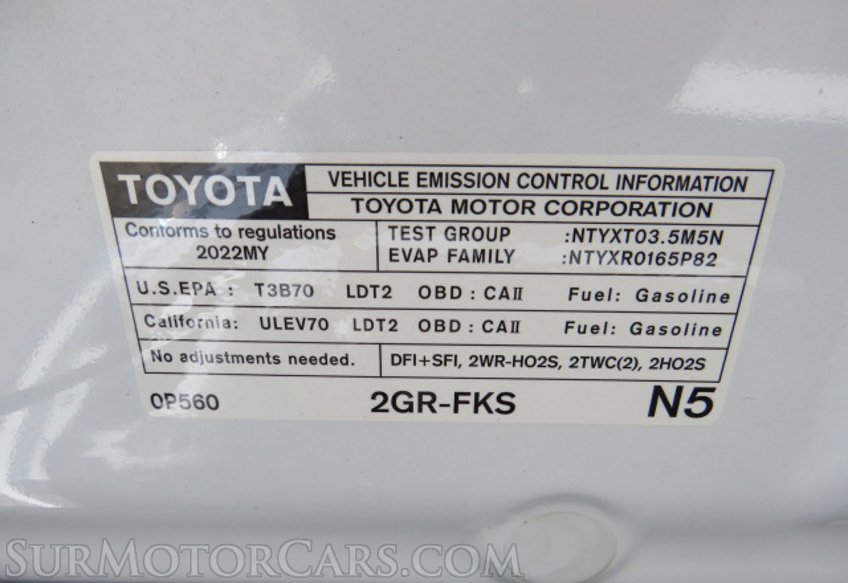 TOYOTA
VEHICLE EMISSION CONTROL INFORMATION
TOYOTA MOTOR CORPORATION
Conforms to regulations
2022MY
TEST GROUP :NTYXT03.5M5N
EVAP FAMILY :NTYXR0165P82
U.S.EPA : T3B70 LDT2 OBD : CAII Fuel: Gasoline
California: ULEV70 LDT2 OBD : CAII Fuel: Gasoline
No adjustments needed. DFI+SFI, 2WR-HO2S, 2TWC(2), 2HO2S
0P560 2GR-FKS N5
SurMotorCars.com